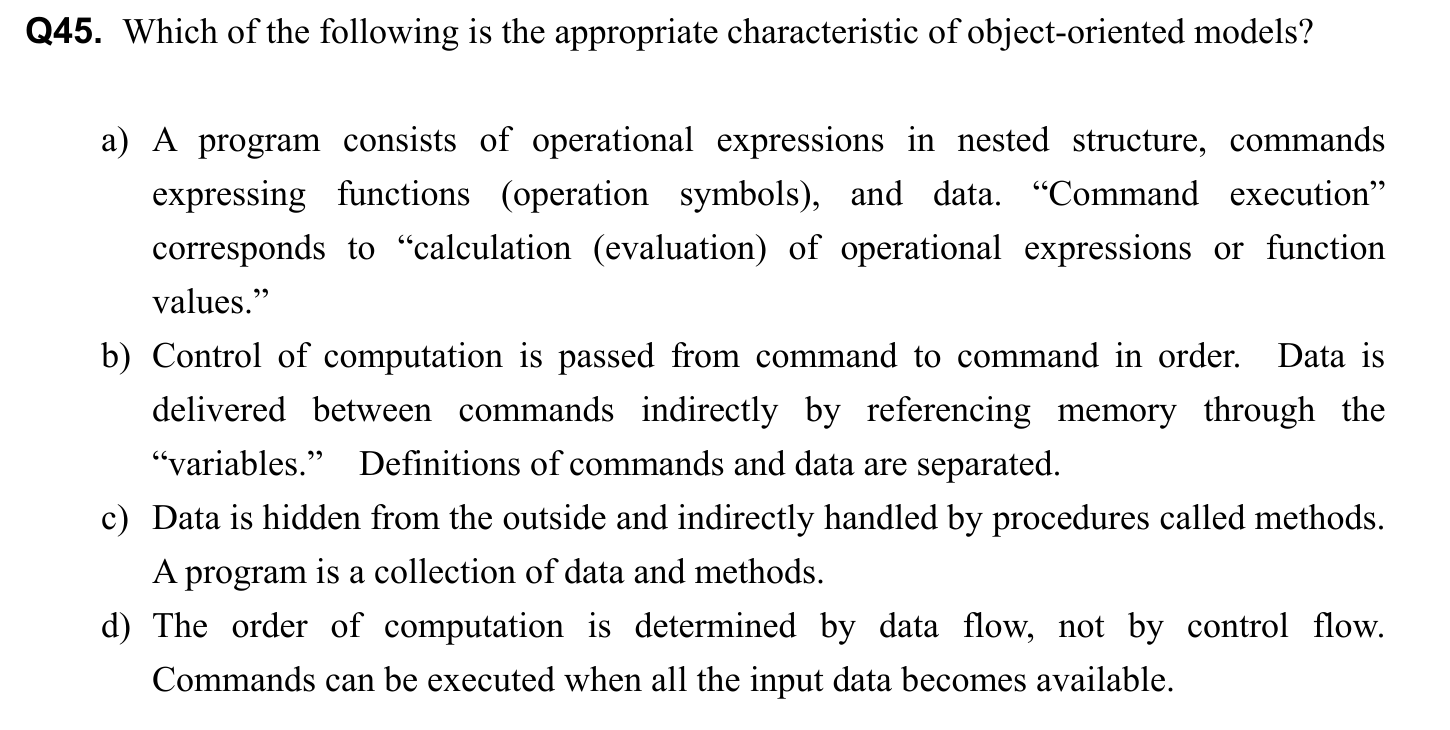 Q45. Which of the following is the appropriate characteristic of object-oriented models?
a) A program consists of operational expressions in nested structure, commands
expressing functions (operation symbols), and data. “Command execution”
corresponds to “calculation (evaluation) of operational expressions or function
values.”
b) Control of computation is passed from command to command in order. Data is
delivered between commands indirectly by referencing memory through the
“variables.” Definitions of commands and data are separated.
c) Data is hidden from the outside and indirectly handled by procedures called methods.
A program is a collection of data and methods.
d) The order of computation is determined by data flow, not by control flow.
Commands can be executed when all the input data becomes available.